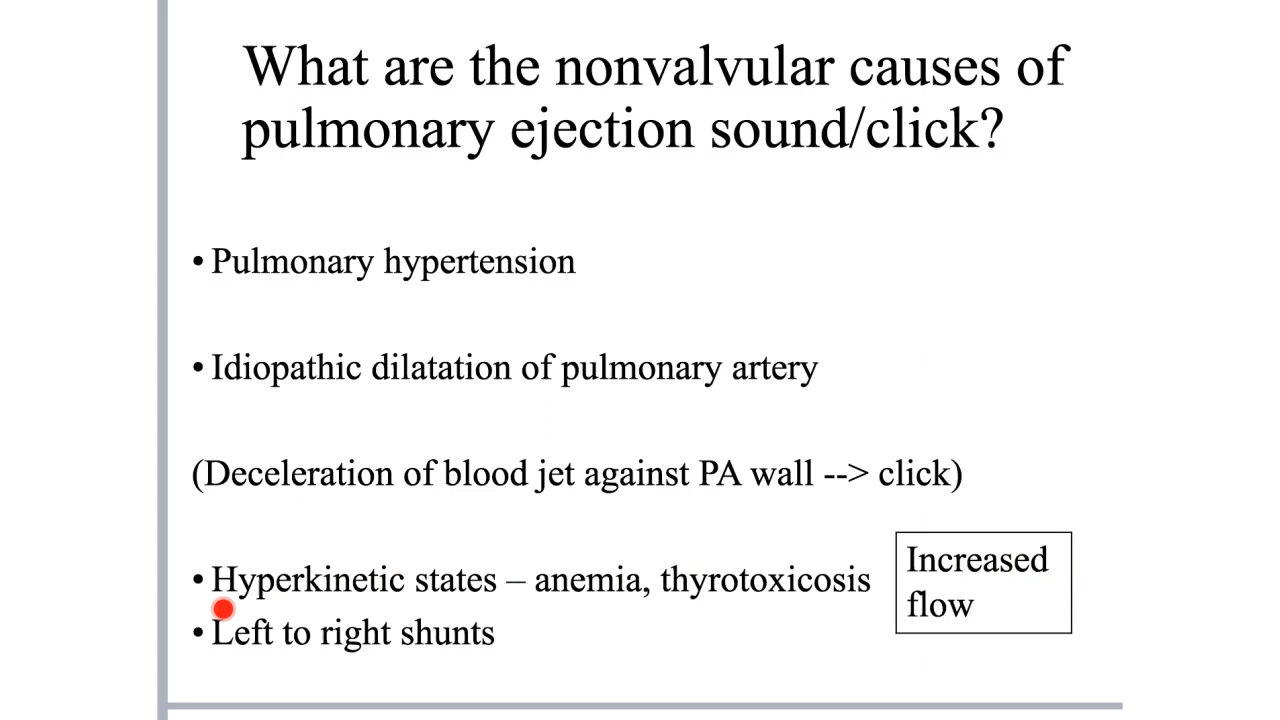 What are the nonvalvular causes of
pulmonary ejection sound/click?
• Pulmonary hypertension
• Idiopathic dilatation of pulmonary artery
(Deceleration of blood jet against PA wall --> click)
• Hyperkinetic states – anemia, thyrotoxicosis
• Left to right shunts
Increased
flow